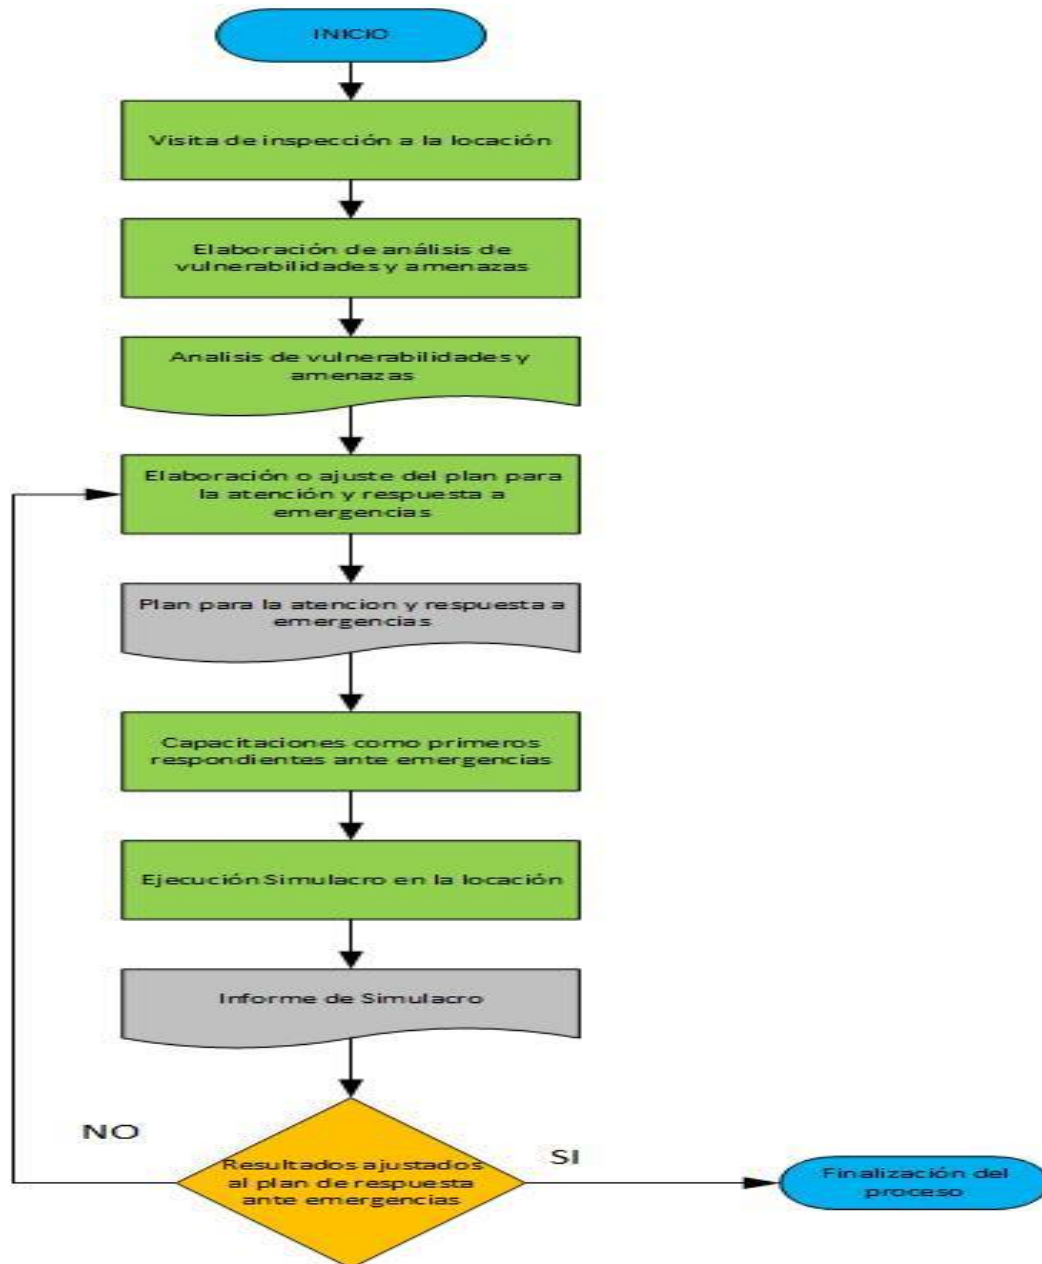 INICIO
Visita de inspección a la locación
Elaboración de análisis de
vulnerabilidades y amenazas
Analisis de vulnerabilidades y
amenazas
Elaboración o ajuste del plan para
la atención y respuesta a
emergencias
Plan para la atencion y respuesta a
emergencias
Capacitaciones como primeros
respondientes ante emergencias
Ejecución Simulacro en la locación
Informe de Simulacro
NO
Resultados ajustados
al plan de respuesta
ante emergencias
SI
Finalización del
proceso